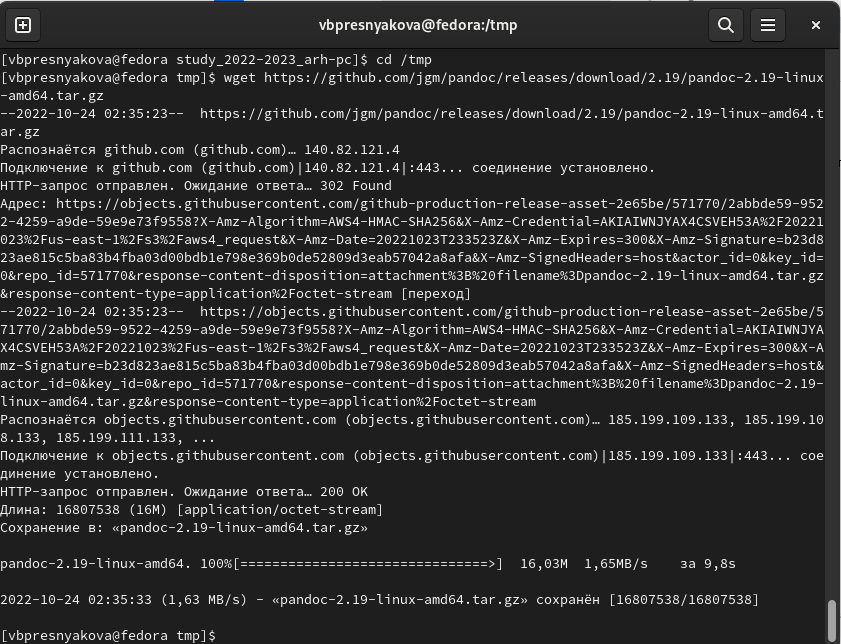 vbpresnyakova@fedora:/tmp
[vbpresnyakova@fedora study_2022-2023_arh-pc]$ cd /tmp
[vbpresnyakova@fedora tmp]$ wget https://github.com/jgm/pandoc/releases/download/2.19/pandoc-2.19-linux
-amd64.tar.gz
--2022-10-24 02:35:23--  https://github.com/jgm/pandoc/releases/download/2.19/pandoc-2.19-linux-amd64.t
ar.gz
Распознаётся github.com (github.com)… 140.82.121.4
Подключение к github.com (github.com)|140.82.121.4|:443... соединение установлено.
HTTP-запрос отправлен. Ожидание ответа… 302 Found
Адрес: https://objects.githubusercontent.com/github-production-release-asset-2e65be/571770/2abbde59-952
2-4259-a9de-59e9e73f9558?X-Amz-Algorithm=AWS4-HMAC-SHA256&X-Amz-Credential=AKIAIWNJYAX4CSVEH53A%2F20221
023%2Fus-east-1%2Fs3%2Faws4_request&X-Amz-Date=20221023T233523Z&X-Amz-Expires=300&X-Amz-Signature=b23d8
23ae815c5ba83b4fba03d00bdb1e798e369b0de52809d3eab57042a8afa&X-Amz-SignedHeaders=host&actor_id=0&key_id=
0&repo_id=571770&response-content-disposition=attachment%3B%20filename%3Dpandoc-2.19-linux-amd64.tar.gz
&response-content-type=application%2Foctet-stream [переход]
--2022-10-24 02:35:23--  https://objects.githubusercontent.com/github-production-release-asset-2e65be/5
71770/2abbde59-9522-4259-a9de-59e9e73f9558?X-Amz-Algorithm=AWS4-HMAC-SHA256&X-Amz-Credential=AKIAIWNJYA
X4CSVEH53A%2F20221023%2Fus-east-1%2Fs3%2Faws4_request&X-Amz-Date=20221023T233523Z&X-Amz-Expires=300&X-A
mz-Signature=b23d823ae815c5ba83b4fba03d00bdb1e798e369b0de52809d3eab57042a8afa&X-Amz-SignedHeaders=host&
actor_id=0&key_id=0&repo_id=571770&response-content-disposition=attachment%3B%20filename%3Dpandoc-2.19-
linux-amd64.tar.gz&response-content-type=application%2Foctet-stream
Распознаётся objects.githubusercontent.com (objects.githubusercontent.com)… 185.199.109.133, 185.199.10
8.133, 185.199.111.133, ...
Подключение к objects.githubusercontent.com (objects.githubusercontent.com)|185.199.109.133|:443... сое
динение установлено.
HTTP-запрос отправлен. Ожидание ответа… 200 OK
Длина: 16807538 (16M) [application/octet-stream]
Сохранение в: «pandoc-2.19-linux-amd64.tar.gz»
pandoc-2.19-linux-amd64. 100%[===============================>]  16,03M  1,65MB/s    за 9,8s
2022-10-24 02:35:33 (1,63 MB/s) - «pandoc-2.19-linux-amd64.tar.gz» сохранён [16807538/16807538]
[vbpresnyakova@fedora tmp]$